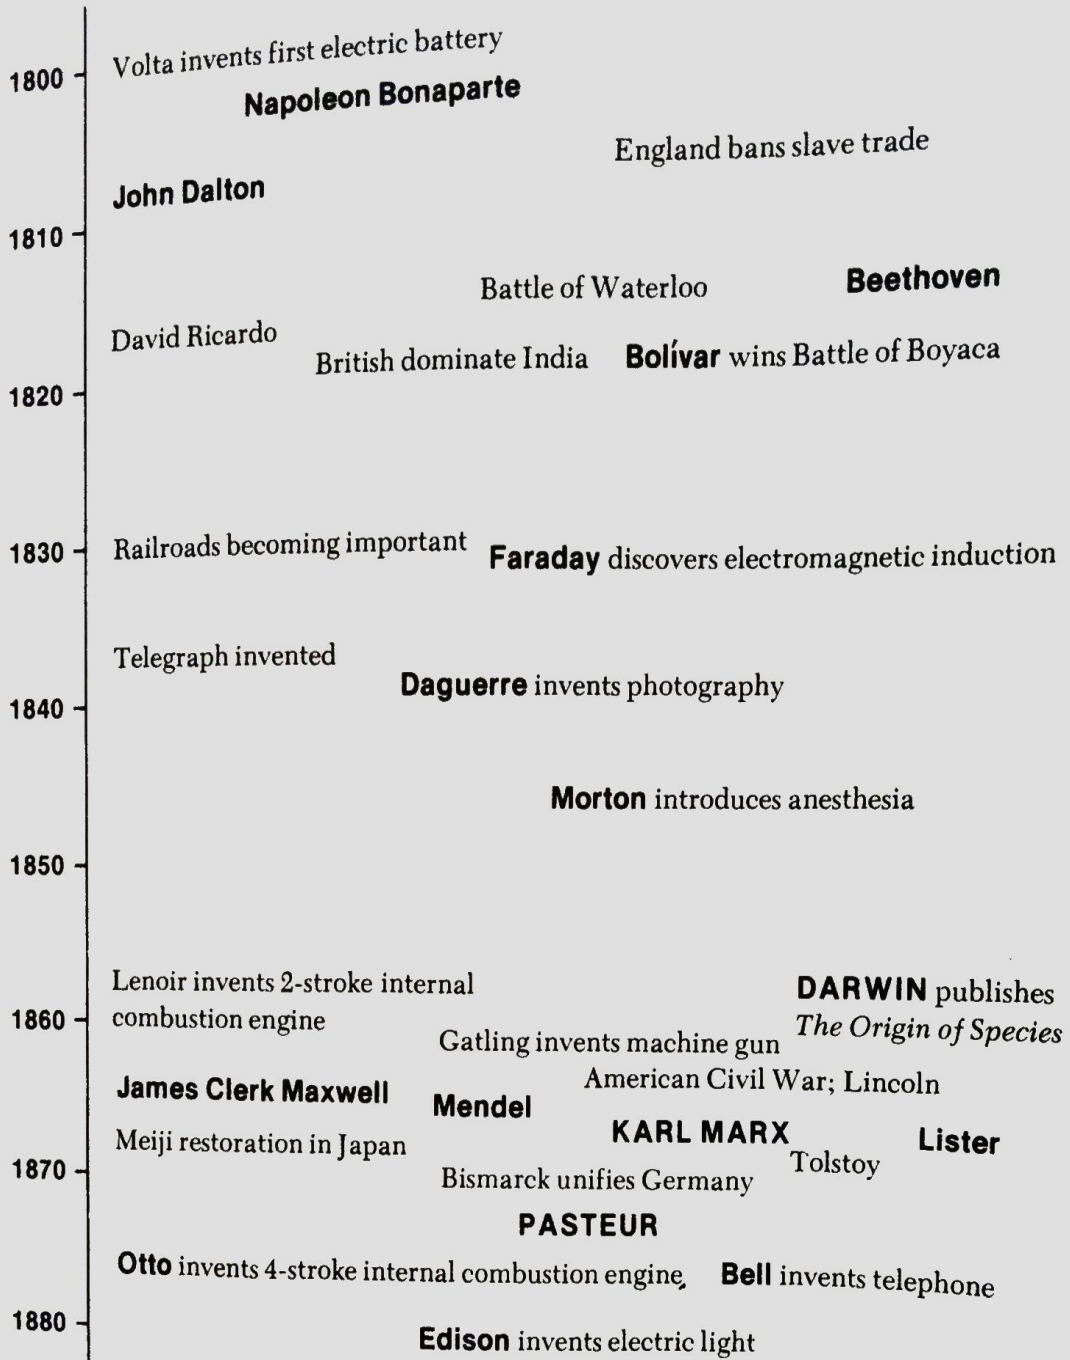 Volta invents first electric battery
1800
Napoleon Bonaparte
England bans slave trade
John Dalton
1810
Battle of Waterloo
Beethoven
David Ricardo
British dominate India
Bolívar wins Battle of Boyaca
1820
1830
Railroads becoming important
Faraday discovers electromagnetic induction
Telegraph invented
Daguerre invents photography
1840
Morton introduces anesthesia
1850
Lenoir invents 2-stroke internal
combustion engine
DARWIN publishes
The Origin of Species
1860
Gatling invents machine gun
American Civil War; Lincoln
James Clerk Maxwell
Mendel
KARL MARX
Lister
Meiji restoration in Japan
Tolstoy
1870
Bismarck unifies Germany
PASTEUR
Otto invents 4-stroke internal combustion engine
Bell invents telephone
1880
Edison invents electric light